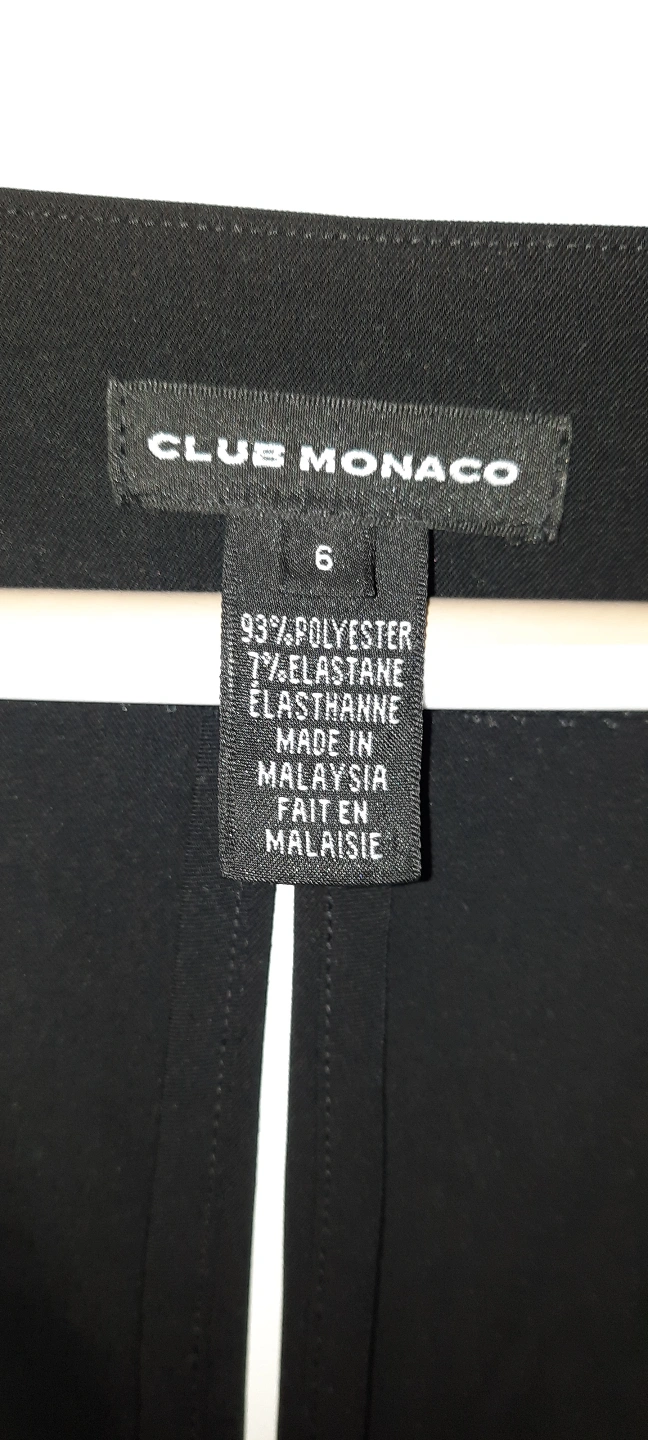 CLUB MONACO
6
93%POLYESTER
7%ELASTANE
ÉLASTHANNE
MADE IN
MALAYSIA
FAIT EN
MALAISIE